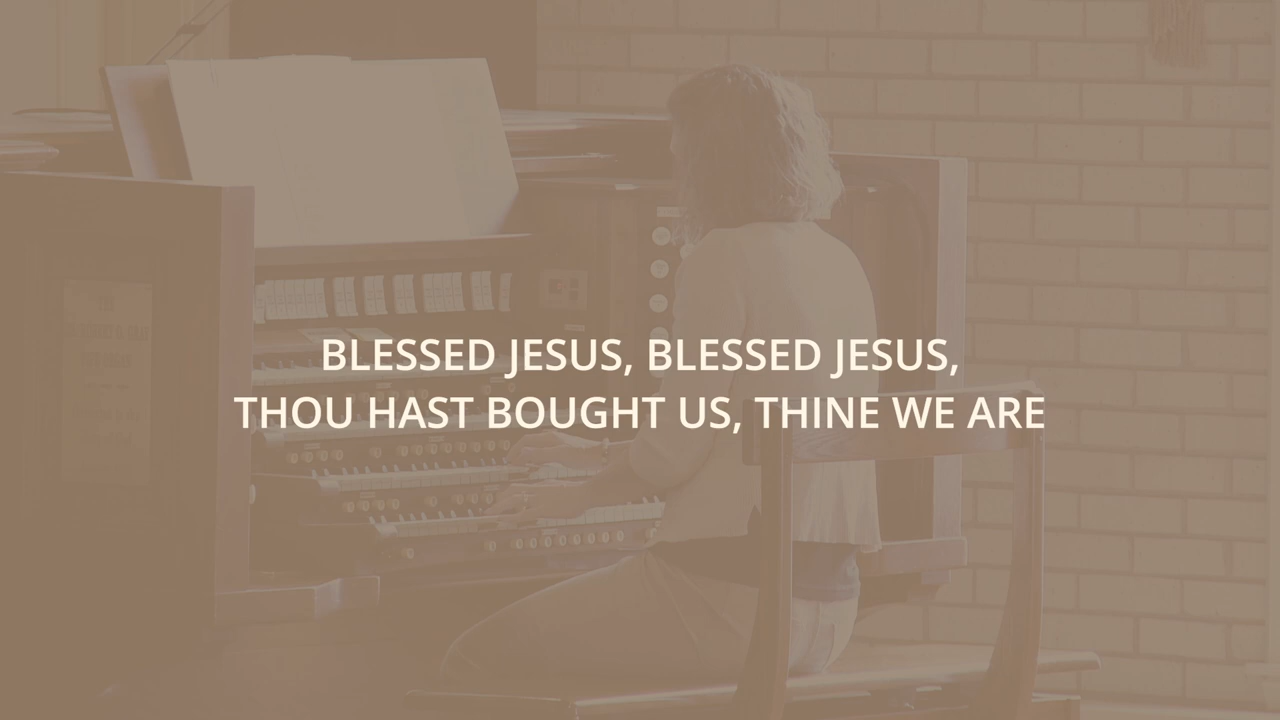 BLESSED JESUS, BLESSED JESUS,
THOU HAST BOUGHT US, THINE WE ARE